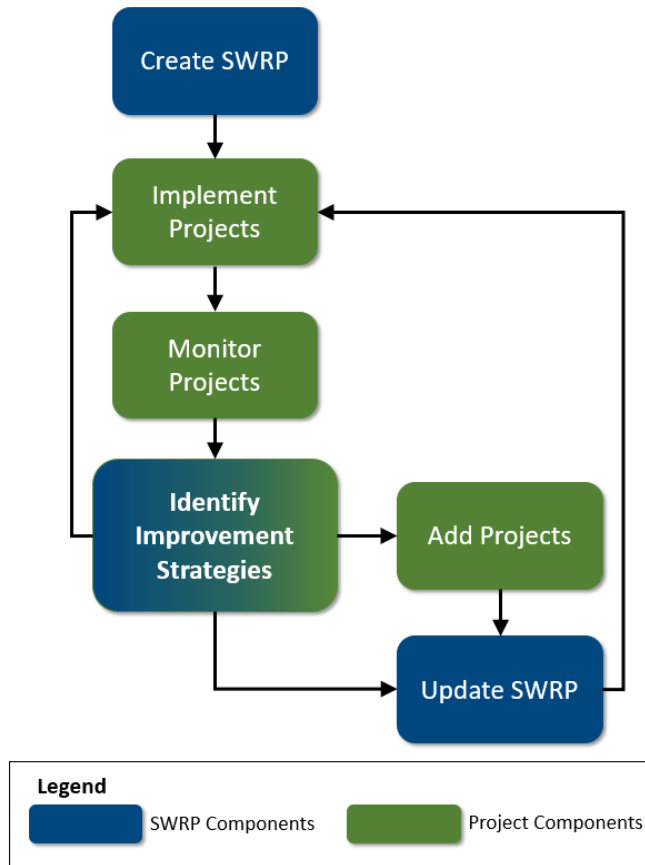 Create SWRP
Implement
Projects
Monitor
Projects
Identify
Improvement
Strategies
Add Projects
Update SWRP
Legend
SWRP Components
Project Components